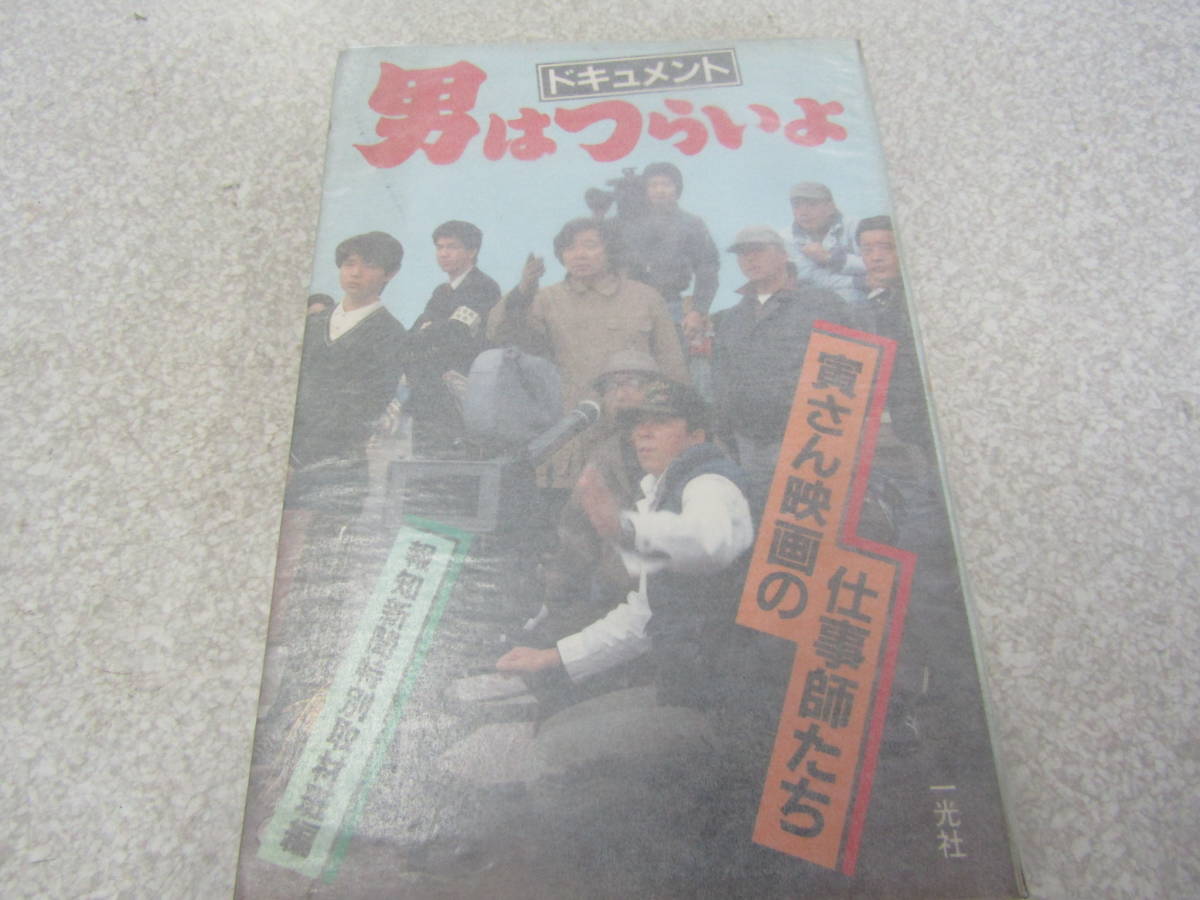 ドキュメント
男はつらいよ
寅さん映画の
仕事師たち
一光社